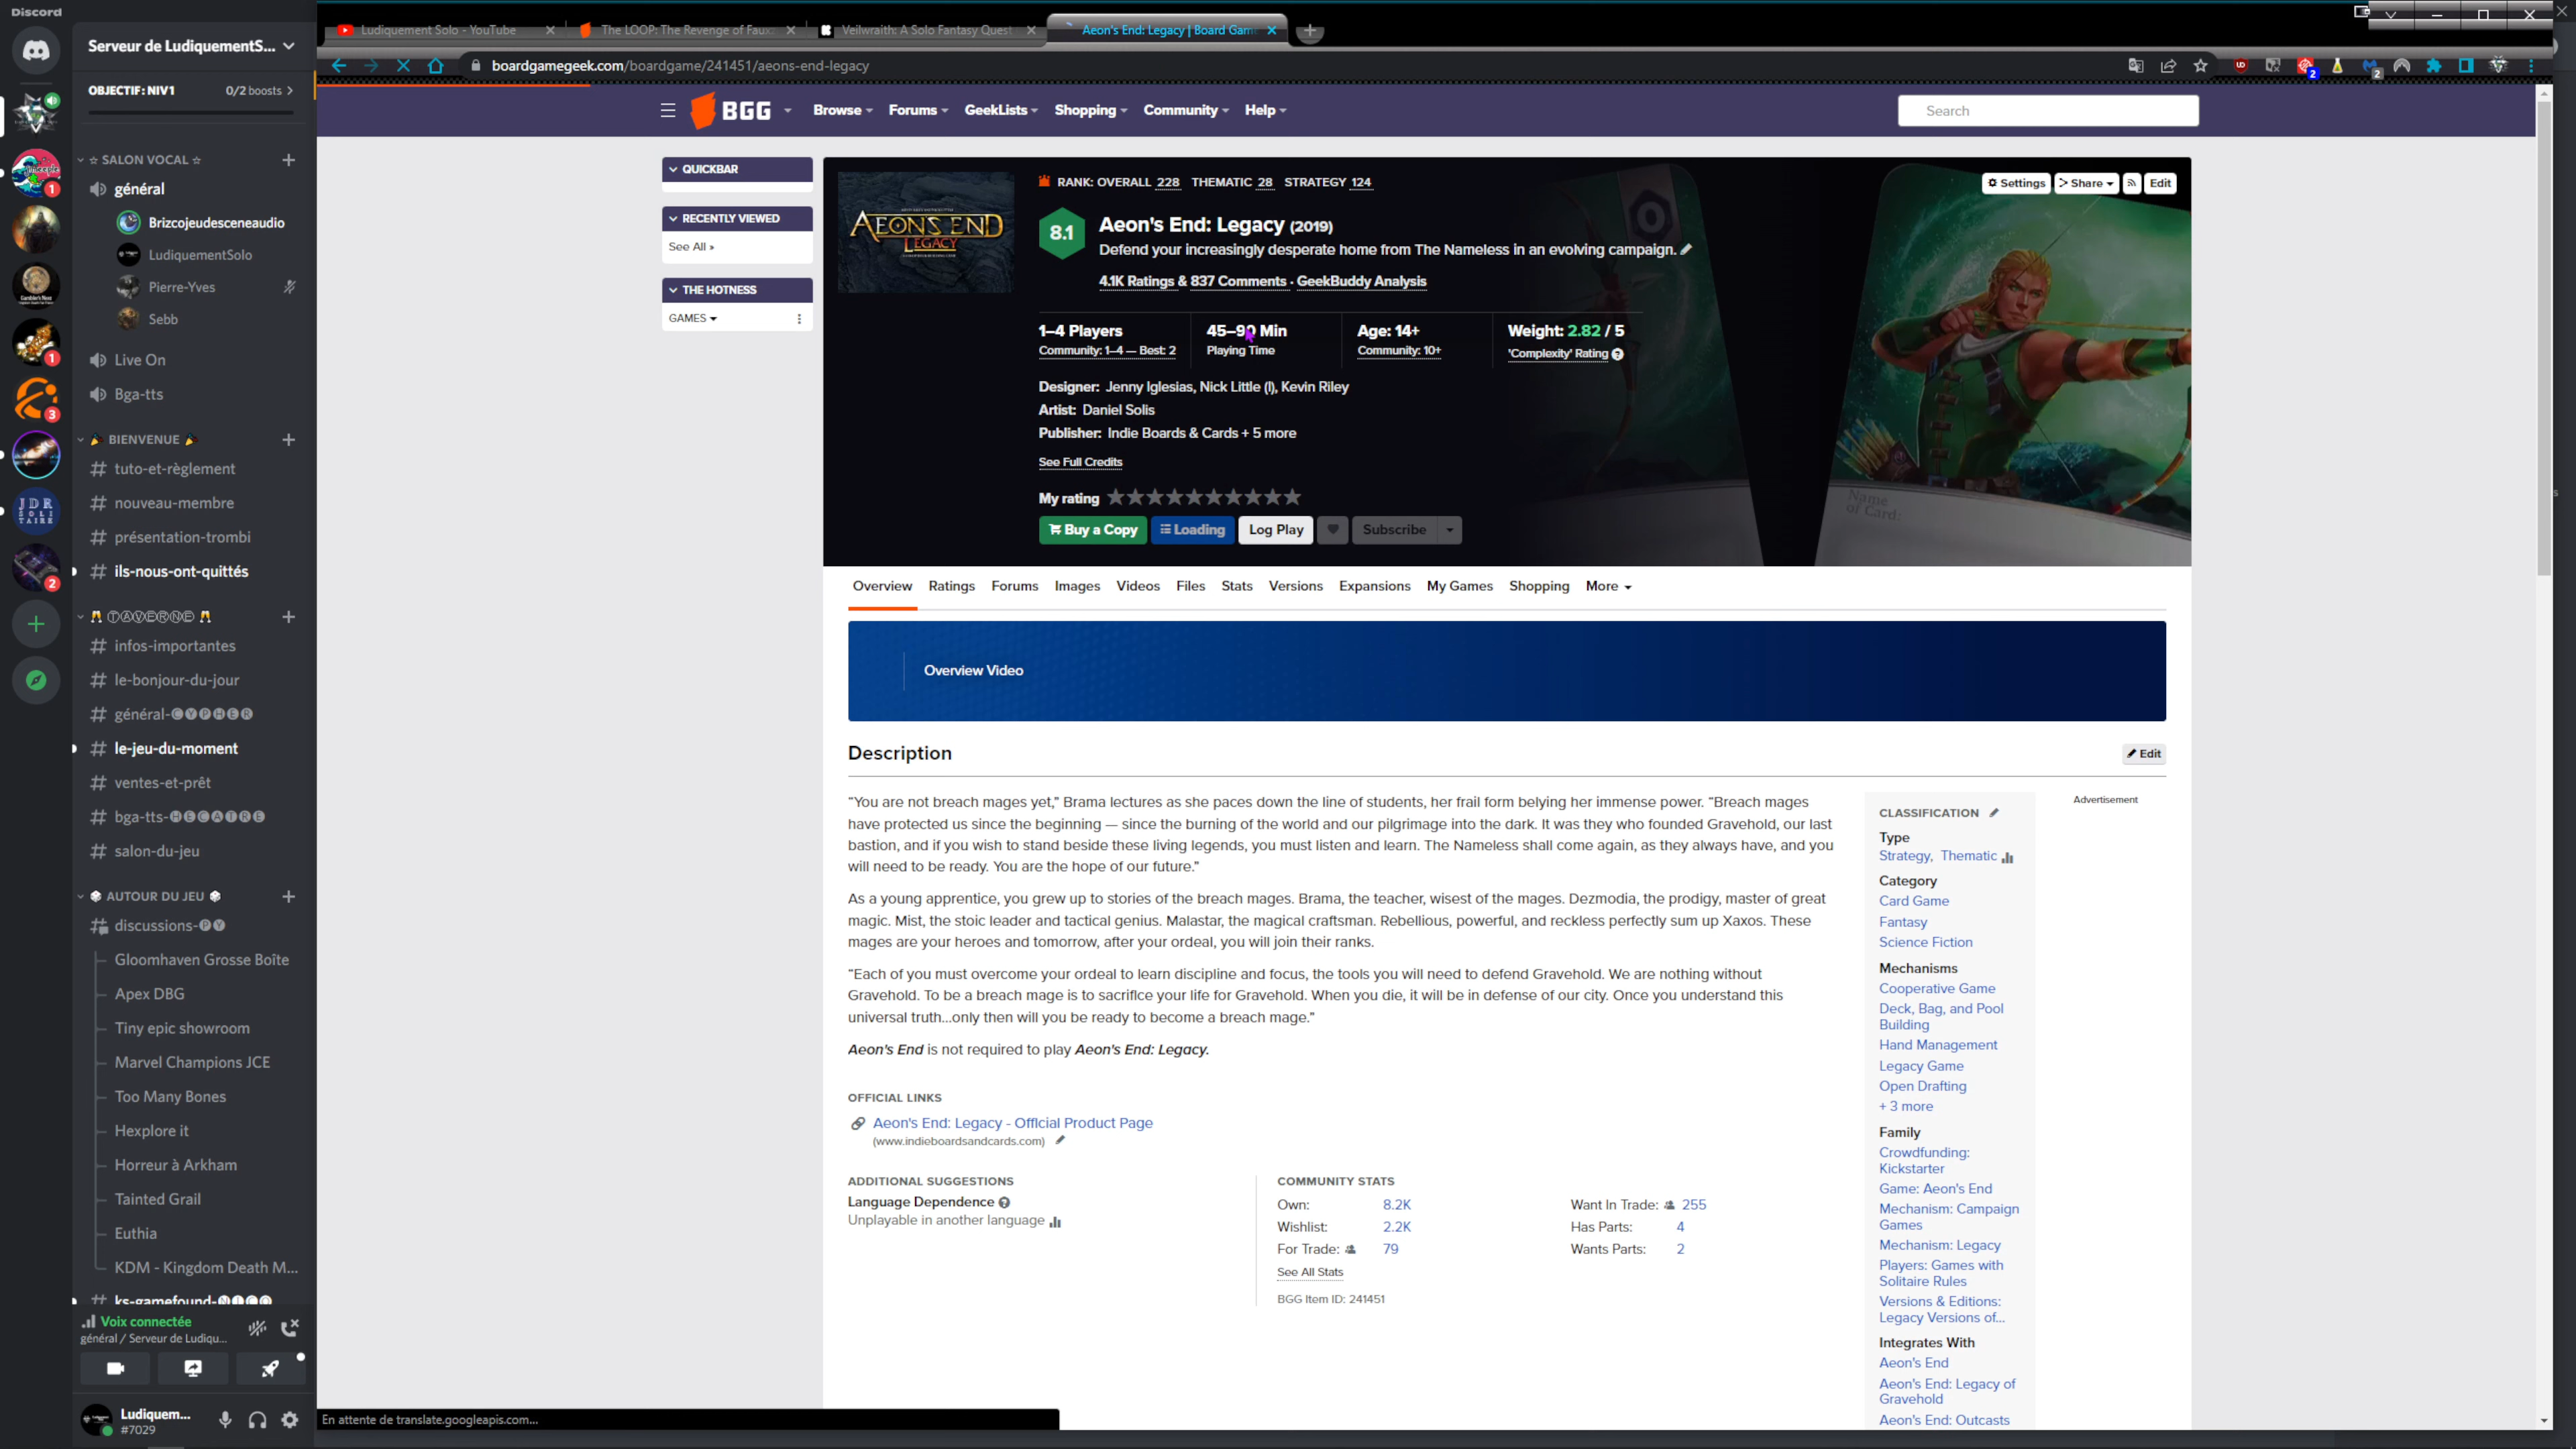 Discord
Serveur de LudiquementS...
OBJECTIF: NIV1
0/2 boosts
☆ SALON VOCAL ☆
général
Brizcojeudesceneaudio
LudiquementSolo
Pierre-Yves
Sebb
Live On
Bga-tts
BIENVENUE
tuto-et-règlement
nouveau-membre
présentation-trombi
ils-nous-ont-quittés
ⓉⒶⓋⒺⓇⓃⒺ
infos-importantes
le-bonjour-du-jour
général-🅒🅨🅟🅗🅔🅡
le-jeu-du-moment
ventes-et-prêt
bga-tts-🅗🅔🅒🅐🅣🅡🅔
salon-du-jeu
AUTOUR DU JEU
discussions-🅟🅨
Gloomhaven Grosse Boîte
Apex DBG
Tiny epic showroom
Marvel Champions JCE
Too Many Bones
Hexplore it
Horreur à Arkham
Tainted Grail
Euthia
KDM - Kingdom Death M...
ks-gamefound-🅝🅘🅒🅞
Voix connectée
général / Serveur de Ludiqu...
Ludiquem...
#7029
JDR
SOLI
TAIRE
1
1
3
2
Ludiquement Solo - YouTube
The LOOP: The Revenge of Faux
Veilwraith: A Solo Fantasy Quest
Aeon's End: Legacy | Board Gam
boardgamegeek.com/boardgame/241451/aeons-end-legacy
2
2
BGG
Browse
Forums
GeekLists
Shopping
Community
Help
Search
QUICKBAR
RECENTLY VIEWED
See All »
THE HOTNESS
GAMES
AEON'S END
LEGACY
RANK: OVERALL 228 THEMATIC 28 STRATEGY 124
Settings
Share
Edit
8.1
Aeon's End: Legacy (2019)
Defend your increasingly desperate home from The Nameless in an evolving campaign.
4.1K Ratings & 837 Comments · GeekBuddy Analysis
1–4 Players
Community: 1–4 — Best: 2
45–90 Min
Playing Time
Age: 14+
Community: 10+
Weight: 2.82 / 5
'Complexity' Rating
Designer: Jenny Iglesias, Nick Little (I), Kevin Riley
Artist: Daniel Solis
Publisher: Indie Boards & Cards + 5 more
See Full Credits
My rating
Buy a Copy
Loading
Log Play
Subscribe
Name
of Card:
Overview
Ratings
Forums
Images
Videos
Files
Stats
Versions
Expansions
My Games
Shopping
More
Overview Video
Description
Edit
“You are not breach mages yet,” Brama lectures as she paces down the line of students, her frail form belying her immense power. “Breach mages
have protected us since the beginning — since the burning of the world and our pilgrimage into the dark. It was they who founded Gravehold, our last
bastion, and if you wish to stand beside these living legends, you must listen and learn. The Nameless shall come again, as they always have, and you
will need to be ready. You are the hope of our future.”
As a young apprentice, you grew up to stories of the breach mages. Brama, the teacher, wisest of the mages. Dezmodia, the prodigy, master of great
magic. Mist, the stoic leader and tactical genius. Malastar, the magical craftsman. Rebellious, powerful, and reckless perfectly sum up Xaxos. These
mages are your heroes and tomorrow, after your ordeal, you will join their ranks.
“Each of you must overcome your ordeal to learn discipline and focus, the tools you will need to defend Gravehold. We are nothing without
Gravehold. To be a breach mage is to sacrifice your life for Gravehold. When you die, it will be in defense of our city. Once you understand this
universal truth...only then will you be ready to become a breach mage.”
Aeon's End is not required to play Aeon's End: Legacy.
OFFICIAL LINKS
Aeon's End: Legacy - Official Product Page
(www.indieboardsandcards.com)
ADDITIONAL SUGGESTIONS
Language Dependence
Unplayable in another language
COMMUNITY STATS
Own: 8.2K
Wishlist: 2.2K
For Trade: 79
See All Stats
BGG Item ID: 241451
Want In Trade: 255
Has Parts: 4
Wants Parts: 2
CLASSIFICATION
Type
Strategy, Thematic
Category
Card Game
Fantasy
Science Fiction
Mechanisms
Cooperative Game
Deck, Bag, and Pool
Building
Hand Management
Legacy Game
Open Drafting
+ 3 more
Family
Crowdfunding:
Kickstarter
Game: Aeon's End
Mechanism: Campaign
Games
Mechanism: Legacy
Players: Games with
Solitaire Rules
Versions & Editions:
Legacy Versions of...
Integrates With
Aeon's End
Aeon's End: Legacy of
Gravehold
Aeon's End: Outcasts
Advertisement
En attente de translate.googleapis.com...